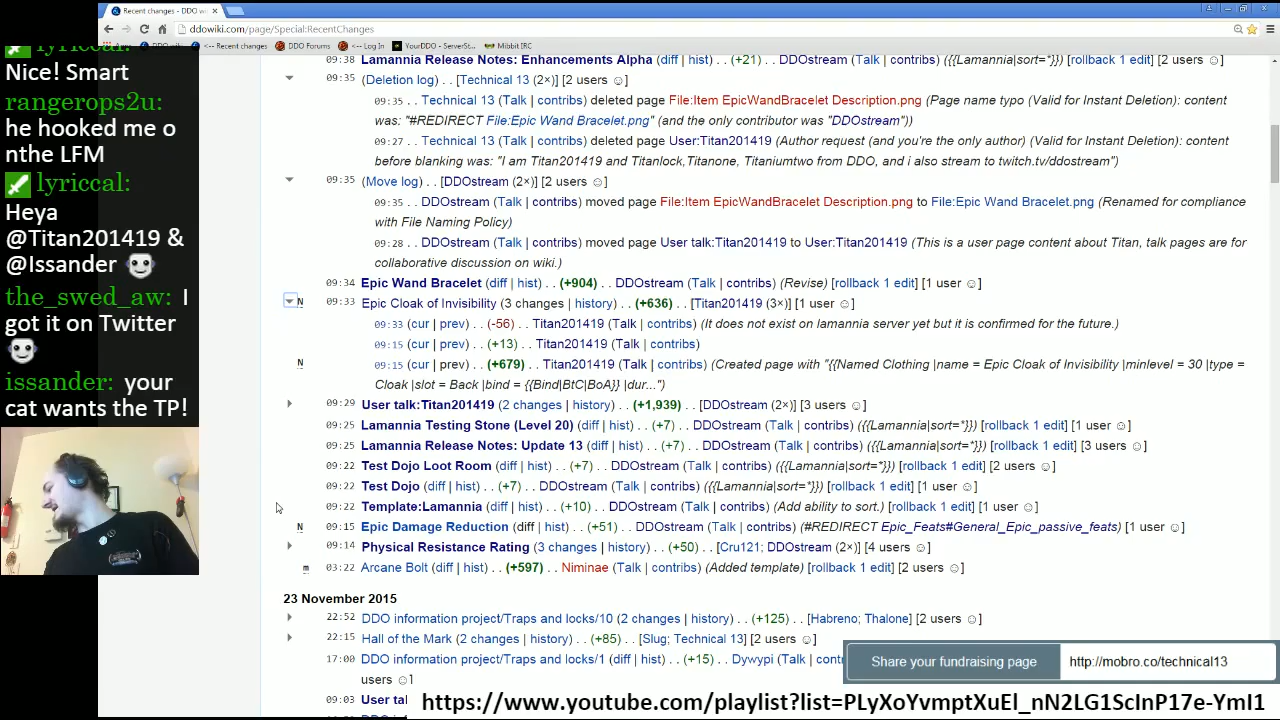 lyriccal:
Nice! Smart
rangerops2u:
he hooked me o
nthe LFM
lyriccal:
Heya
@Titan201419 &
@Issander
the_swed_aw: I
got it on Twitter
issander: your
cat wants the TP!
Recent changes - DDO wi
ddowiki.com/page/Special:RecentChanges
<-- Recent changes DDO Forums <-- Log In YourDDO - ServerSt... Mibbit IRC
09:38 Lamannia Release Notes: Enhancements Alpha (diff | hist) . . (+21) . . DDOstream (Talk | contribs) ({{Lamannia|sort=*}}) [rollback 1 edit] [2 users ☺]
09:35 (Deletion log) . . [Technical 13 (2×)] [2 users ☺]
09:35 . . Technical 13 (Talk | contribs) deleted page File:Item EpicWandBracelet Description.png (Page name typo (Valid for Instant Deletion): content
was: "#REDIRECT File:Epic Wand Bracelet.png" (and the only contributor was "DDOstream"))
09:27 . . Technical 13 (Talk | contribs) deleted page User:Titan201419 (Author request (and you're the only author) (Valid for Instant Deletion): content
before blanking was: "I am Titan201419 and Titanlock,Titanone, Titaniumtwo from DDO, and i also stream to twitch.tv/ddostream")
09:35 (Move log) . . [DDOstream (2×)] [2 users ☺]
09:35 . . DDOstream (Talk | contribs) moved page File:Item EpicWandBracelet Description.png to File:Epic Wand Bracelet.png (Renamed for compliance
with File Naming Policy)
09:28 . . DDOstream (Talk | contribs) moved page User talk:Titan201419 to User:Titan201419 (This is a user page content about Titan, talk pages are for
collaborative discussion on wiki.)
09:34 Epic Wand Bracelet (diff | hist) . . (+904) . . DDOstream (Talk | contribs) (Revise) [rollback 1 edit] [1 user ☺]
N 09:33 Epic Cloak of Invisibility (3 changes | history) . . (+636) . . [Titan201419 (3×)] [1 user ☺]
09:33 (cur | prev) . . (-56) . . Titan201419 (Talk | contribs) (It does not exist on lamannia server yet but it is confirmed for the future.)
09:15 (cur | prev) . . (+13) . . Titan201419 (Talk | contribs)
N 09:15 (cur | prev) . . (+679) . . Titan201419 (Talk | contribs) (Created page with "{{Named Clothing |name = Epic Cloak of Invisibility |minlevel = 30 |type =
Cloak |slot = Back |bind = {{Bind|BtC|BoA}} |dur...")
09:29 User talk:Titan201419 (2 changes | history) . . (+1,939) . . [DDOstream (2×)] [3 users ☺]
09:25 Lamannia Testing Stone (Level 20) (diff | hist) . . (+7) . . DDOstream (Talk | contribs) ({{Lamannia|sort=*}}) [rollback 1 edit] [1 user ☺]
09:25 Lamannia Release Notes: Update 13 (diff | hist) . . (+7) . . DDOstream (Talk | contribs) ({{Lamannia|sort=*}}) [rollback 1 edit] [3 users ☺]
09:22 Test Dojo Loot Room (diff | hist) . . (+7) . . DDOstream (Talk | contribs) ({{Lamannia|sort=*}}) [rollback 1 edit] [2 users ☺]
09:22 Test Dojo (diff | hist) . . (+7) . . DDOstream (Talk | contribs) ({{Lamannia|sort=*}}) [rollback 1 edit] [1 user ☺]
09:22 Template:Lamannia (diff | hist) . . (+10) . . DDOstream (Talk | contribs) (Add ability to sort.) [rollback 1 edit] [1 user ☺]
N 09:15 Epic Damage Reduction (diff | hist) . . (+51) . . DDOstream (Talk | contribs) (#REDIRECT Epic_Feats#General_Epic_passive_feats) [1 user ☺]
09:14 Physical Resistance Rating (3 changes | history) . . (+50) . . [Cru121; DDOstream (2×)] [4 users ☺]
m 03:22 Arcane Bolt (diff | hist) . . (+597) . . Niminae (Talk | contribs) (Added template) [rollback 1 edit] [2 users ☺]
23 November 2015
22:52 DDO information project/Traps and locks/10 (2 changes | history) . . (+125) . . [Habreno; Thalone] [2 users ☺]
22:15 Hall of the Mark (2 changes | history) . . (+85) . . [Slug; Technical 13] [2 users ☺]
17:00 DDO information project/Traps and locks/1 (diff | hist) . . (+15) . . Dywypi (Talk | cont
users ☺]
09:03 User tal
Share your fundraising page http://mobro.co/technical13
https://www.youtube.com/playlist?list=PLyXoYvmptXuEl_nN2LG1ScInP17e-YmI1